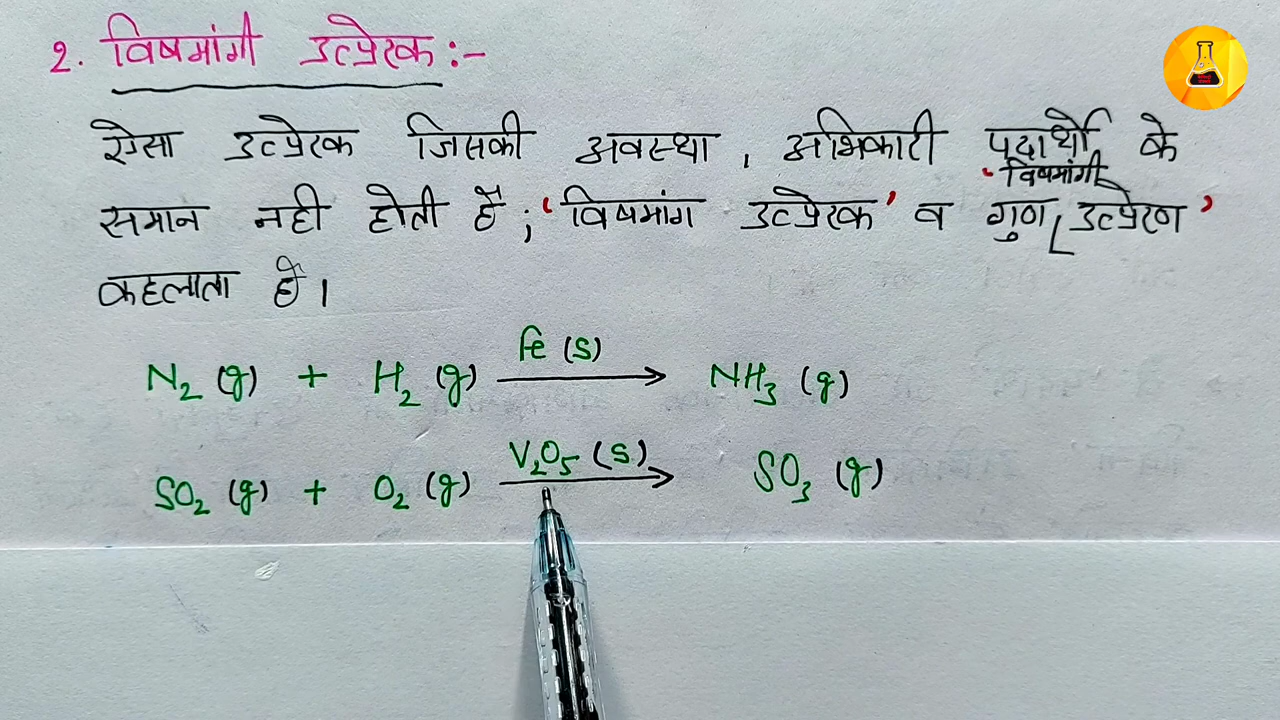 2. विषमांगी उत्प्रेरक :-
ऐसा उत्प्रेरक जिसकी अवस्था, अभिकारी पदार्थो के
समान नही होती है; 'विषमांग उत्प्रेरक' व गुण 'विषमांगी उत्प्रेरण'
कहलाता है।
N₂ (g) + H₂ (g) Fe (s) → NH₃ (g)
SO₂ (g) + O₂ (g) V₂O₅ (s) → SO₃ (g)